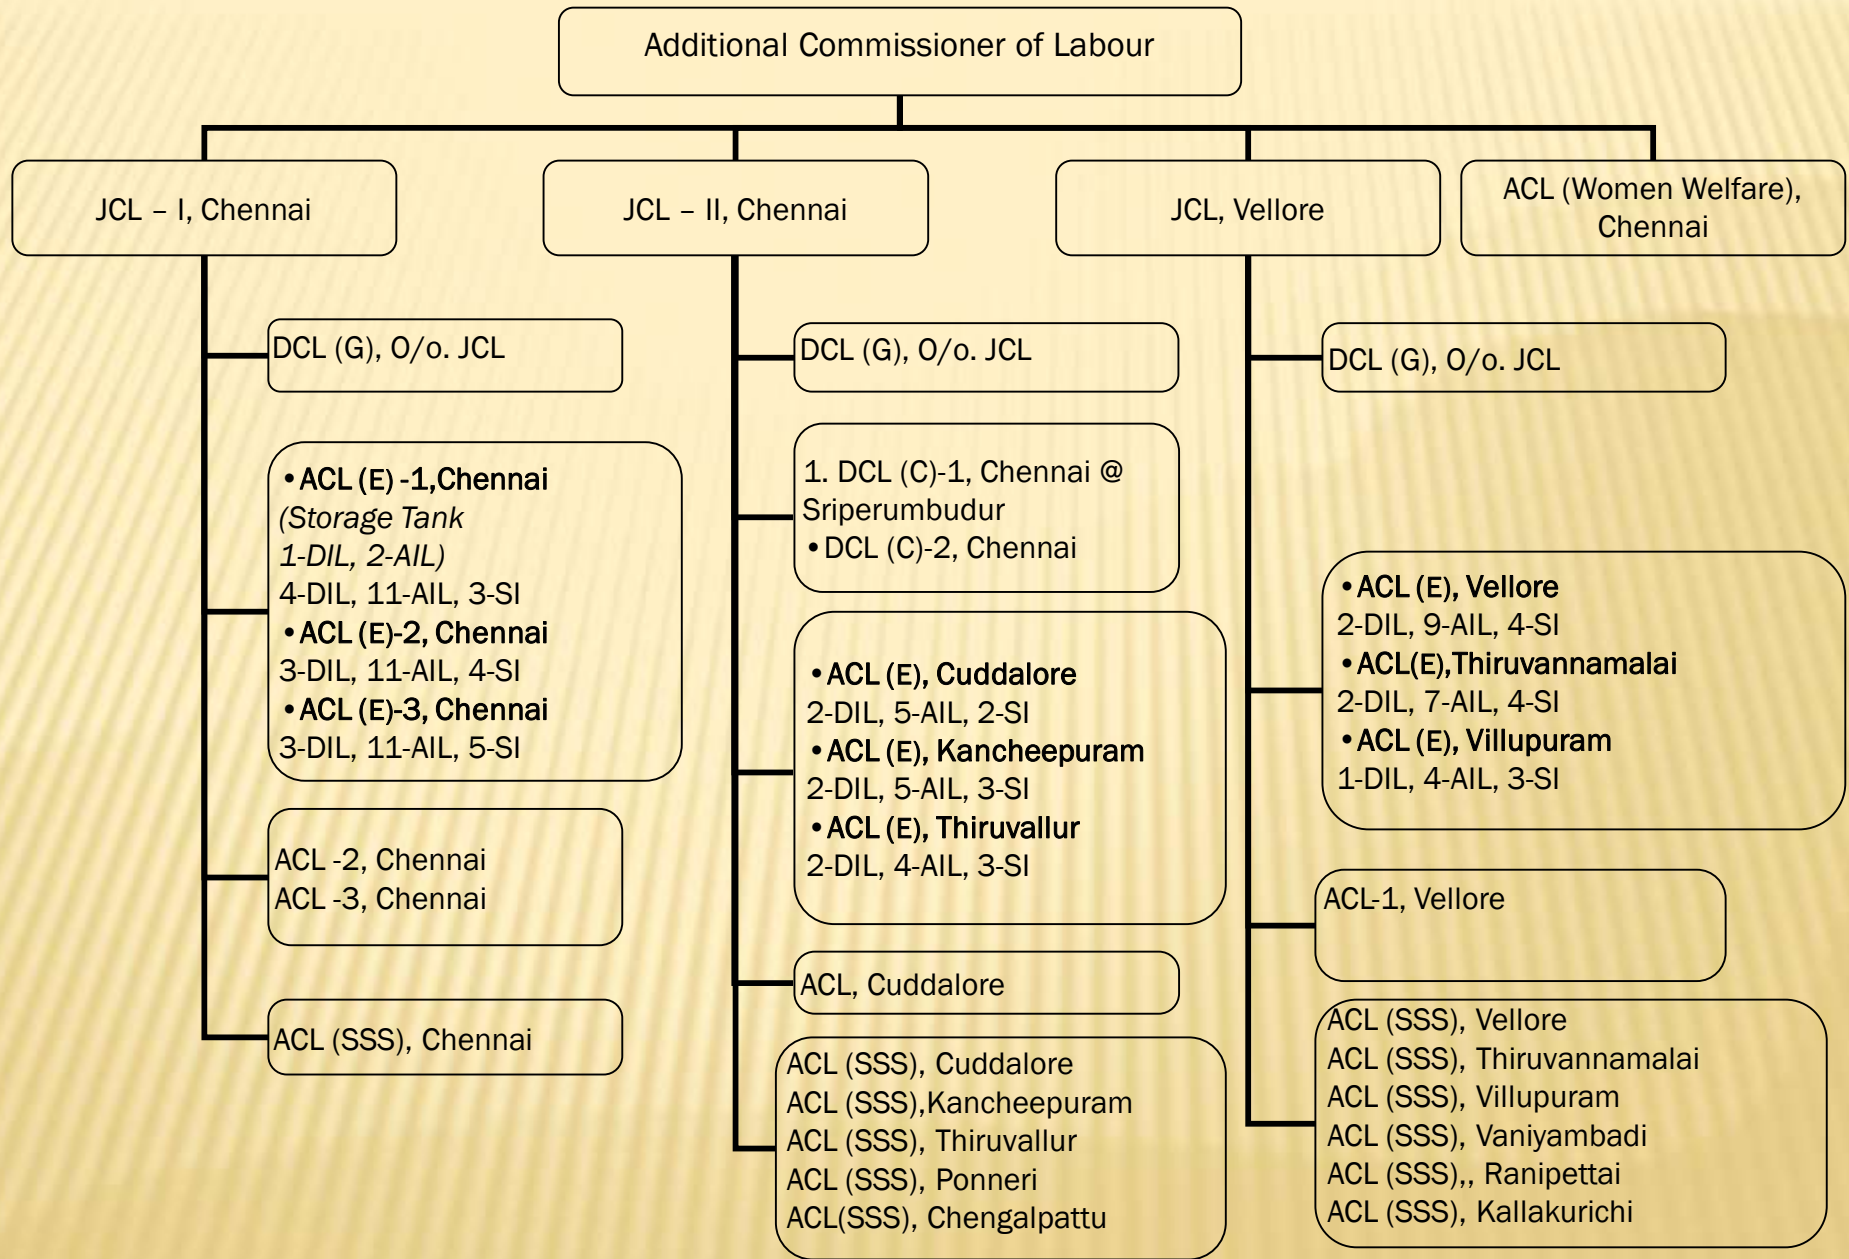 Additional Commissioner of Labour
JCL – I, Chennai
JCL – II, Chennai
JCL, Vellore
ACL (Women Welfare),
Chennai
DCL (G), O/o. JCL
•ACL (E) -1,Chennai
(Storage Tank
1-DIL, 2-AIL)
4-DIL, 11-AIL, 3-SI
•ACL (E)-2, Chennai
3-DIL, 11-AIL, 4-SI
•ACL (E)-3, Chennai
3-DIL, 11-AIL, 5-SI
ACL -2, Chennai
ACL -3, Chennai
ACL (SSS), Chennai
DCL (G), O/o. JCL
1. DCL (C)-1, Chennai @
Sriperumbudur
•DCL (C)-2, Chennai
•ACL (E), Cuddalore
2-DIL, 5-AIL, 2-SI
•ACL (E), Kancheepuram
2-DIL, 5-AIL, 3-SI
•ACL (E), Thiruvallur
2-DIL, 4-AIL, 3-SI
ACL, Cuddalore
ACL (SSS), Cuddalore
ACL (SSS),Kancheepuram
ACL (SSS), Thiruvallur
ACL (SSS), Ponneri
ACL(SSS), Chengalpattu
DCL (G), O/o. JCL
•ACL (E), Vellore
2-DIL, 9-AIL, 4-SI
•ACL(E),Thiruvannamalai
2-DIL, 7-AIL, 4-SI
•ACL (E), Villupuram
1-DIL, 4-AIL, 3-SI
ACL-1, Vellore
ACL (SSS), Vellore
ACL (SSS), Thiruvannamalai
ACL (SSS), Villupuram
ACL (SSS), Vaniyambadi
ACL (SSS),, Ranipettai
ACL (SSS), Kallakurichi